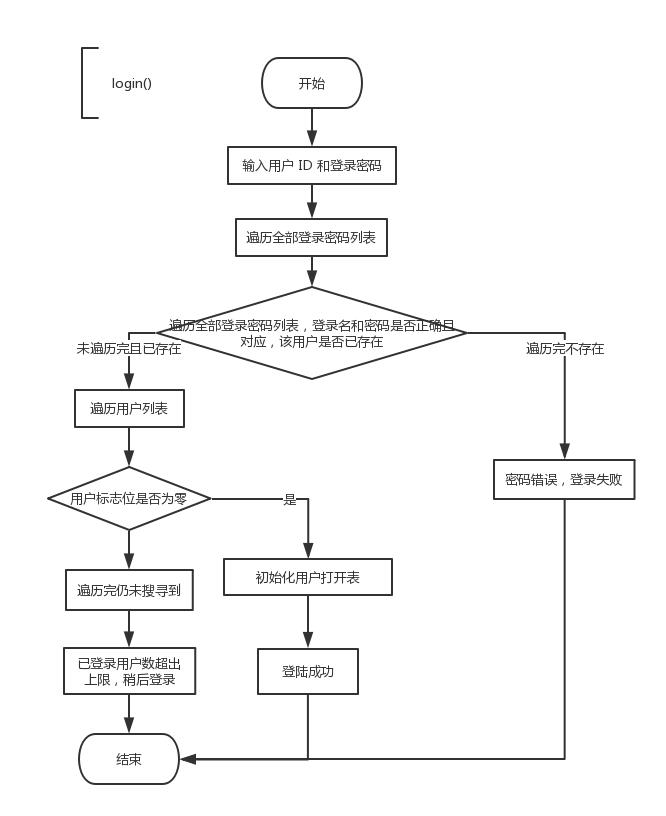 login()
开始
输入用户 ID 和登录密码
遍历全部登录密码列表
遍历全部登录密码列表，登录名和密码是否正确且
对应，该用户是否已存在
未遍历完且已存在
遍历完不存在
遍历用户列表
密码错误，登录失败
用户标志位是否为零
是
初始化用户打开表
遍历完仍未搜寻到
已登录用户数超出
上限，稍后登录
登陆成功
结束